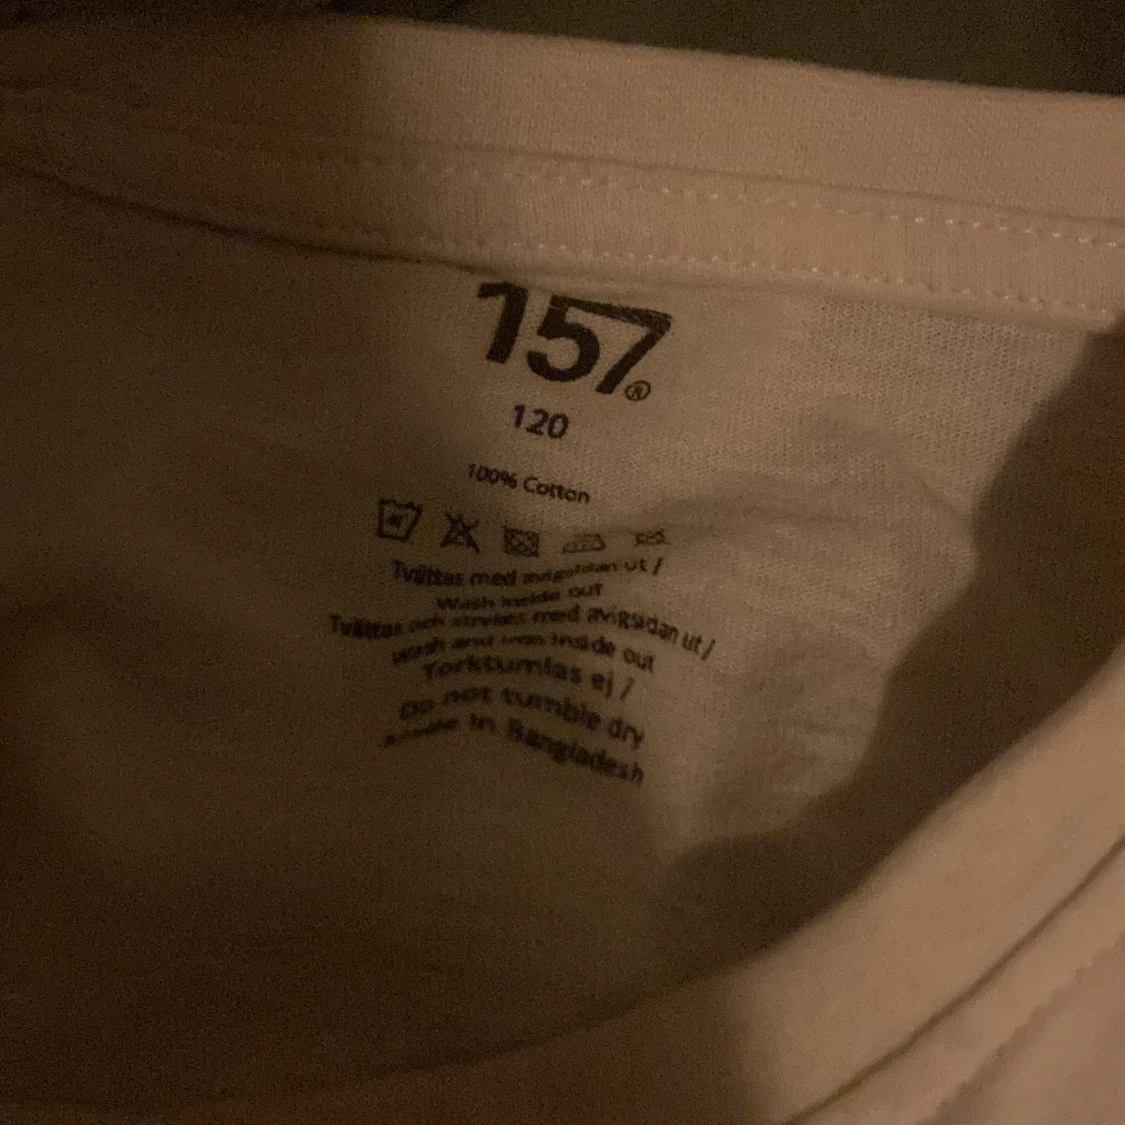 157®
120
100% Cotton
Tvättas med avigsidan ut /
Wash inside out
Tvättas och strykes med avigsidan ut /
Wash and iron inside out
Torktumlas ej /
Do not tumble dry
Made in Bangladesh